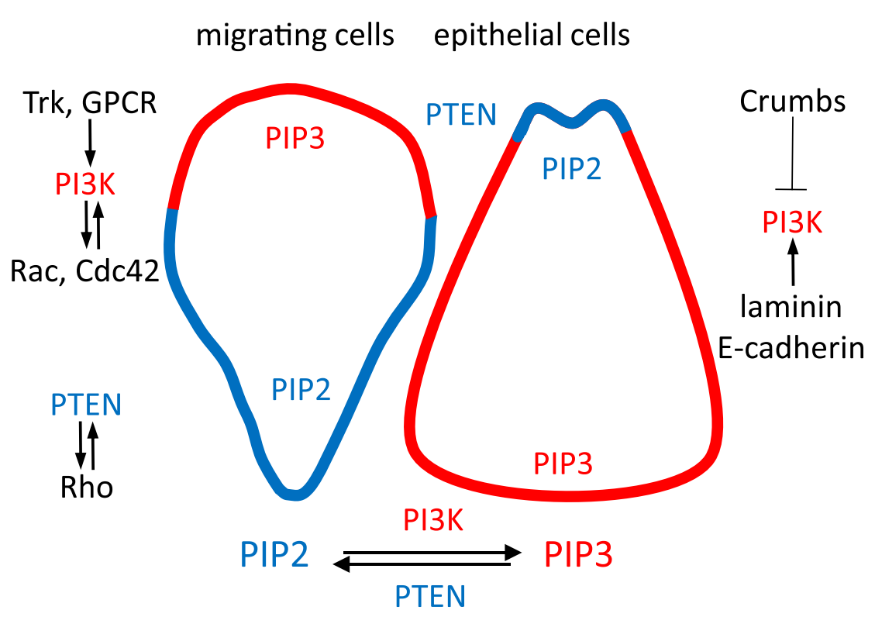 migrating cells
epithelial cells
Trk, GPCR
PI3K
Rac, Cdc42
PTEN
Rho
PIP3
PIP2
PTEN
PIP2
PIP3
Crumbs
PI3K
laminin
E-cadherin
PI3K
PIP2
PIP3
PTEN